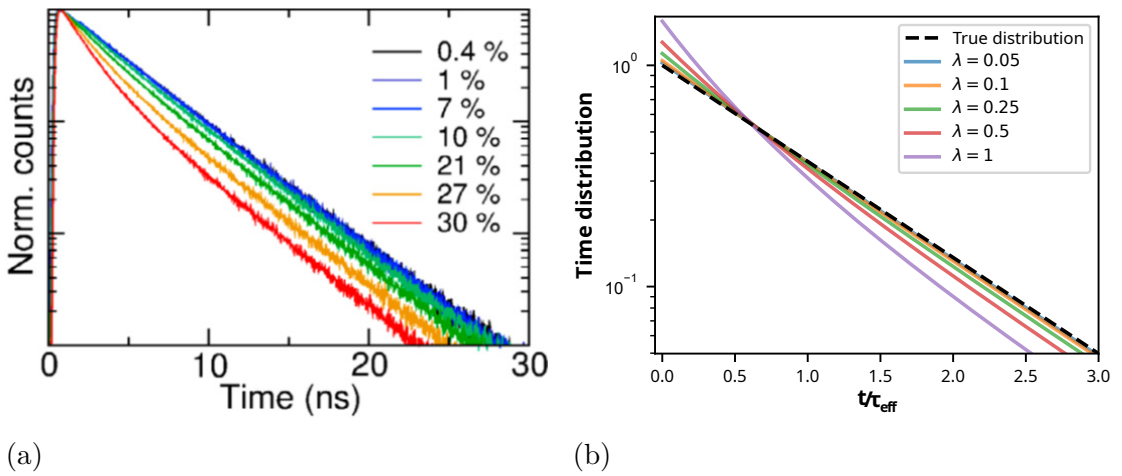 Norm. counts
0.4 %
1 %
7 %
10 %
21 %
27 %
30 %
0
10
20
30
Time (ns)
(a)
Time distribution
10⁰
10⁻¹
True distribution
λ = 0.05
λ = 0.1
λ = 0.25
λ = 0.5
λ = 1
0.0
0.5
1.0
1.5
2.0
2.5
3.0
t/τeff
(b)